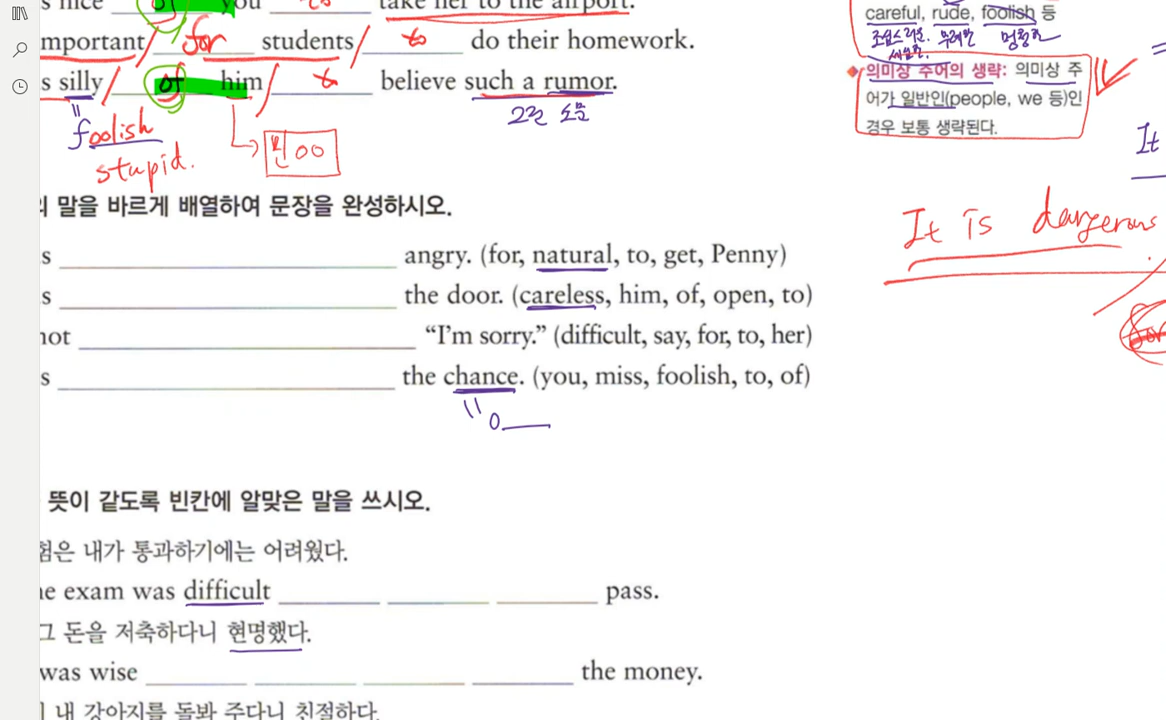 s nice of you to take her to the airport.
careful, rude, foolish 등
mportant / for students / to do their homework.
조심스러운. 무례한 멍청한
s silly / of him / to believe such a rumor.
의미상 주어의 생략: 의미상 주
어가 일반인(people, we 등)인
경우 보통 생략된다.
foolish
stupid.
그런 소문
It
말을 바르게 배열하여 문장을 완성하시오.
It is dangerous
s angry. (for, natural, to, get, Penny)
s the door. (careless, him, of, open, to)
not “I’m sorry.” (difficult, say, for, to, her)
for
s the chance. (you, miss, foolish, to, of)
뜻이 같도록 빈칸에 알맞은 말을 쓰시오.
험은 내가 통과하기에는 어려웠다.
e exam was difficult pass.
그 돈을 저축하다니 현명했다.
was wise the money.
내 강아지를 돌봐 주다니 친절하다.